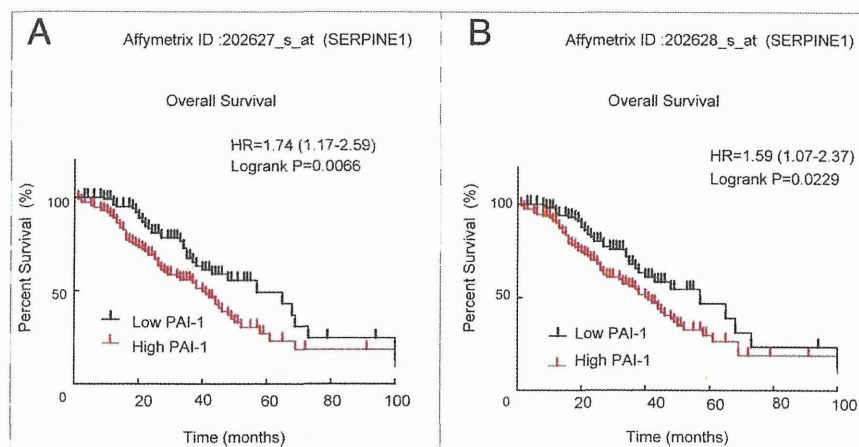 A
Affymetrix ID :202627_s_at (SERPINE1)
Overall Survival
HR=1.74 (1.17-2.59)
Logrank P=0.0066
Percent Survival (%)
100
50
0
Low PAI-1
High PAI-1
0 20 40 60 80 100
Time (months)
B
Affymetrix ID :202628_s_at (SERPINE1)
Overall Survival
HR=1.59 (1.07-2.37)
Logrank P=0.0229
Percent Survival (%)
100
50
0
Low PAI-1
High PAI-1
0 20 40 60 80 100
Time (months)